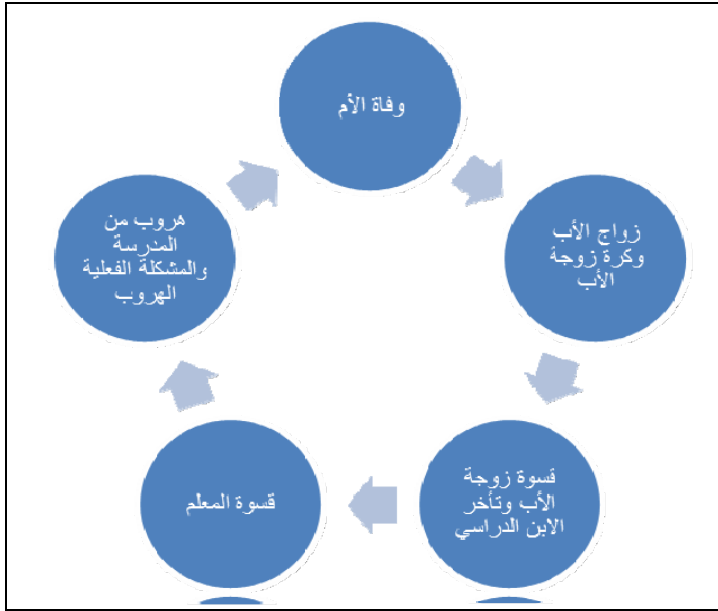 وفاة الأم
زواج الأب
وكرة زوجة
الأب
قسوة زوجة
الأب وتأخر
الابن الدراسي
قسوة المعلم
هروب من
المدرسة
والمشكلة الفعلية
الهروب